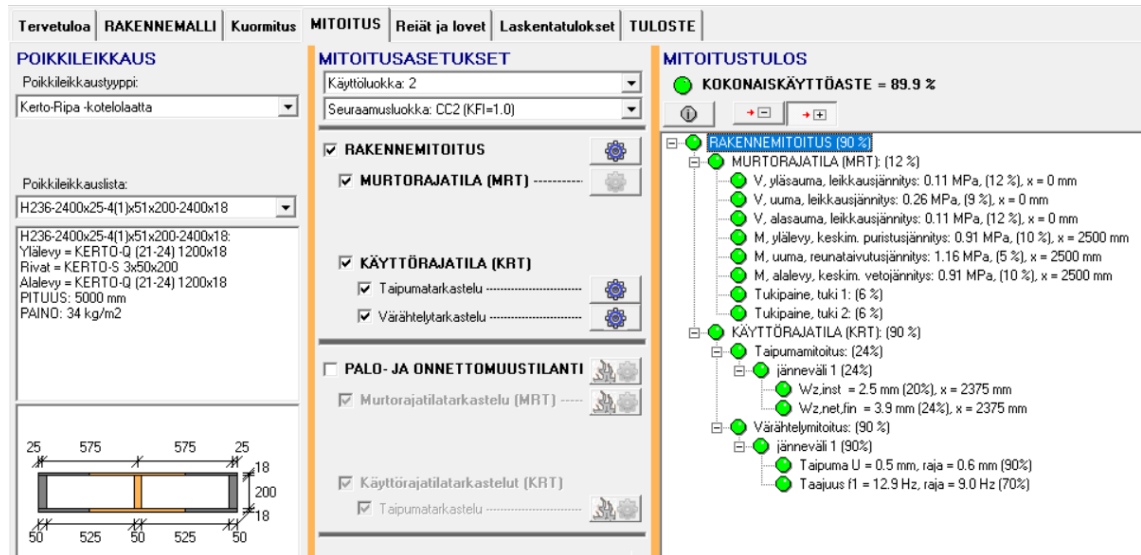 Tervetuloa RAKENNEMALLI Kuormitus MITOITUS Reiät ja lovet Laskentatulokset TULOSTE
POIKKILEIKKAUS
Poikkileikkaustyyppi:
Kerto-Ripa -kotelolaatta
Poikkileikkauslista:
H236-2400x25-4(1)x51x200-2400x18
H236-2400x25-4(1)x51x200-2400x18:
Ylälevy = KERTO-Q (21-24) 1200x18
Rivat = KERTO-S 3x50x200
Alalevy = KERTO-Q (21-24) 1200x18
PITUUS: 5000 mm
PAINO: 34 kg/m2
25 575 575 25
18
200
18
50 525 50 525 50
MITOITUSASETUKSET
Käyttöluokka: 2
Seuraamusluokka: CC2 (KFI=1.0)
RAKENNEMITOITUS
MURTORAJATILA (MRT)
KÄYTTÖRAJATILA (KRT)
Taipumatarkastelu
Värähtelytarkastelu
PALO- JA ONNETTOMUUSTILANTI
Murtorajatilatarkastelu (MRT)
Käyttörajatilatarkastelut (KRT)
Taipumatarkastelu
MITOITUSTULOS
KOKONAISKÄYTTÖASTE = 89.9 %
RAKENNEMITOITUS (90 %)
MURTORAJATILA (MRT): (12 %)
V, yläsauma, leikkausjännitys: 0.11 MPa, (12 %), x = 0 mm
V, uuma, leikkausjännitys: 0.26 MPa, (9 %), x = 0 mm
V, alasauma, leikkausjännitys: 0.11 MPa, (12 %), x = 0 mm
M, ylälevy, keskim. puristusjännitys: 0.91 MPa, (10 %), x = 2500 mm
M, uuma, reunataivutusjännitys: 1.16 MPa, (5 %), x = 2500 mm
M, alalevy, keskim. vetojännitys: 0.91 MPa, (10 %), x = 2500 mm
Tukipaine, tuki 1: (6 %)
Tukipaine, tuki 2: (6 %)
KÄYTTÖRAJATILA (KRT): (90 %)
Taipumamitoitus: (24%)
jänneväli 1 (24%)
Wz,inst = 2.5 mm (20%), x = 2375 mm
Wz,net,fin = 3.9 mm (24%), x = 2375 mm
Värähtelymitoitus: (90 %)
jänneväli 1 (90%)
Taipuma U = 0.5 mm, raja = 0.6 mm (90%)
Taajuus f1 = 12.9 Hz, raja = 9.0 Hz (70%)